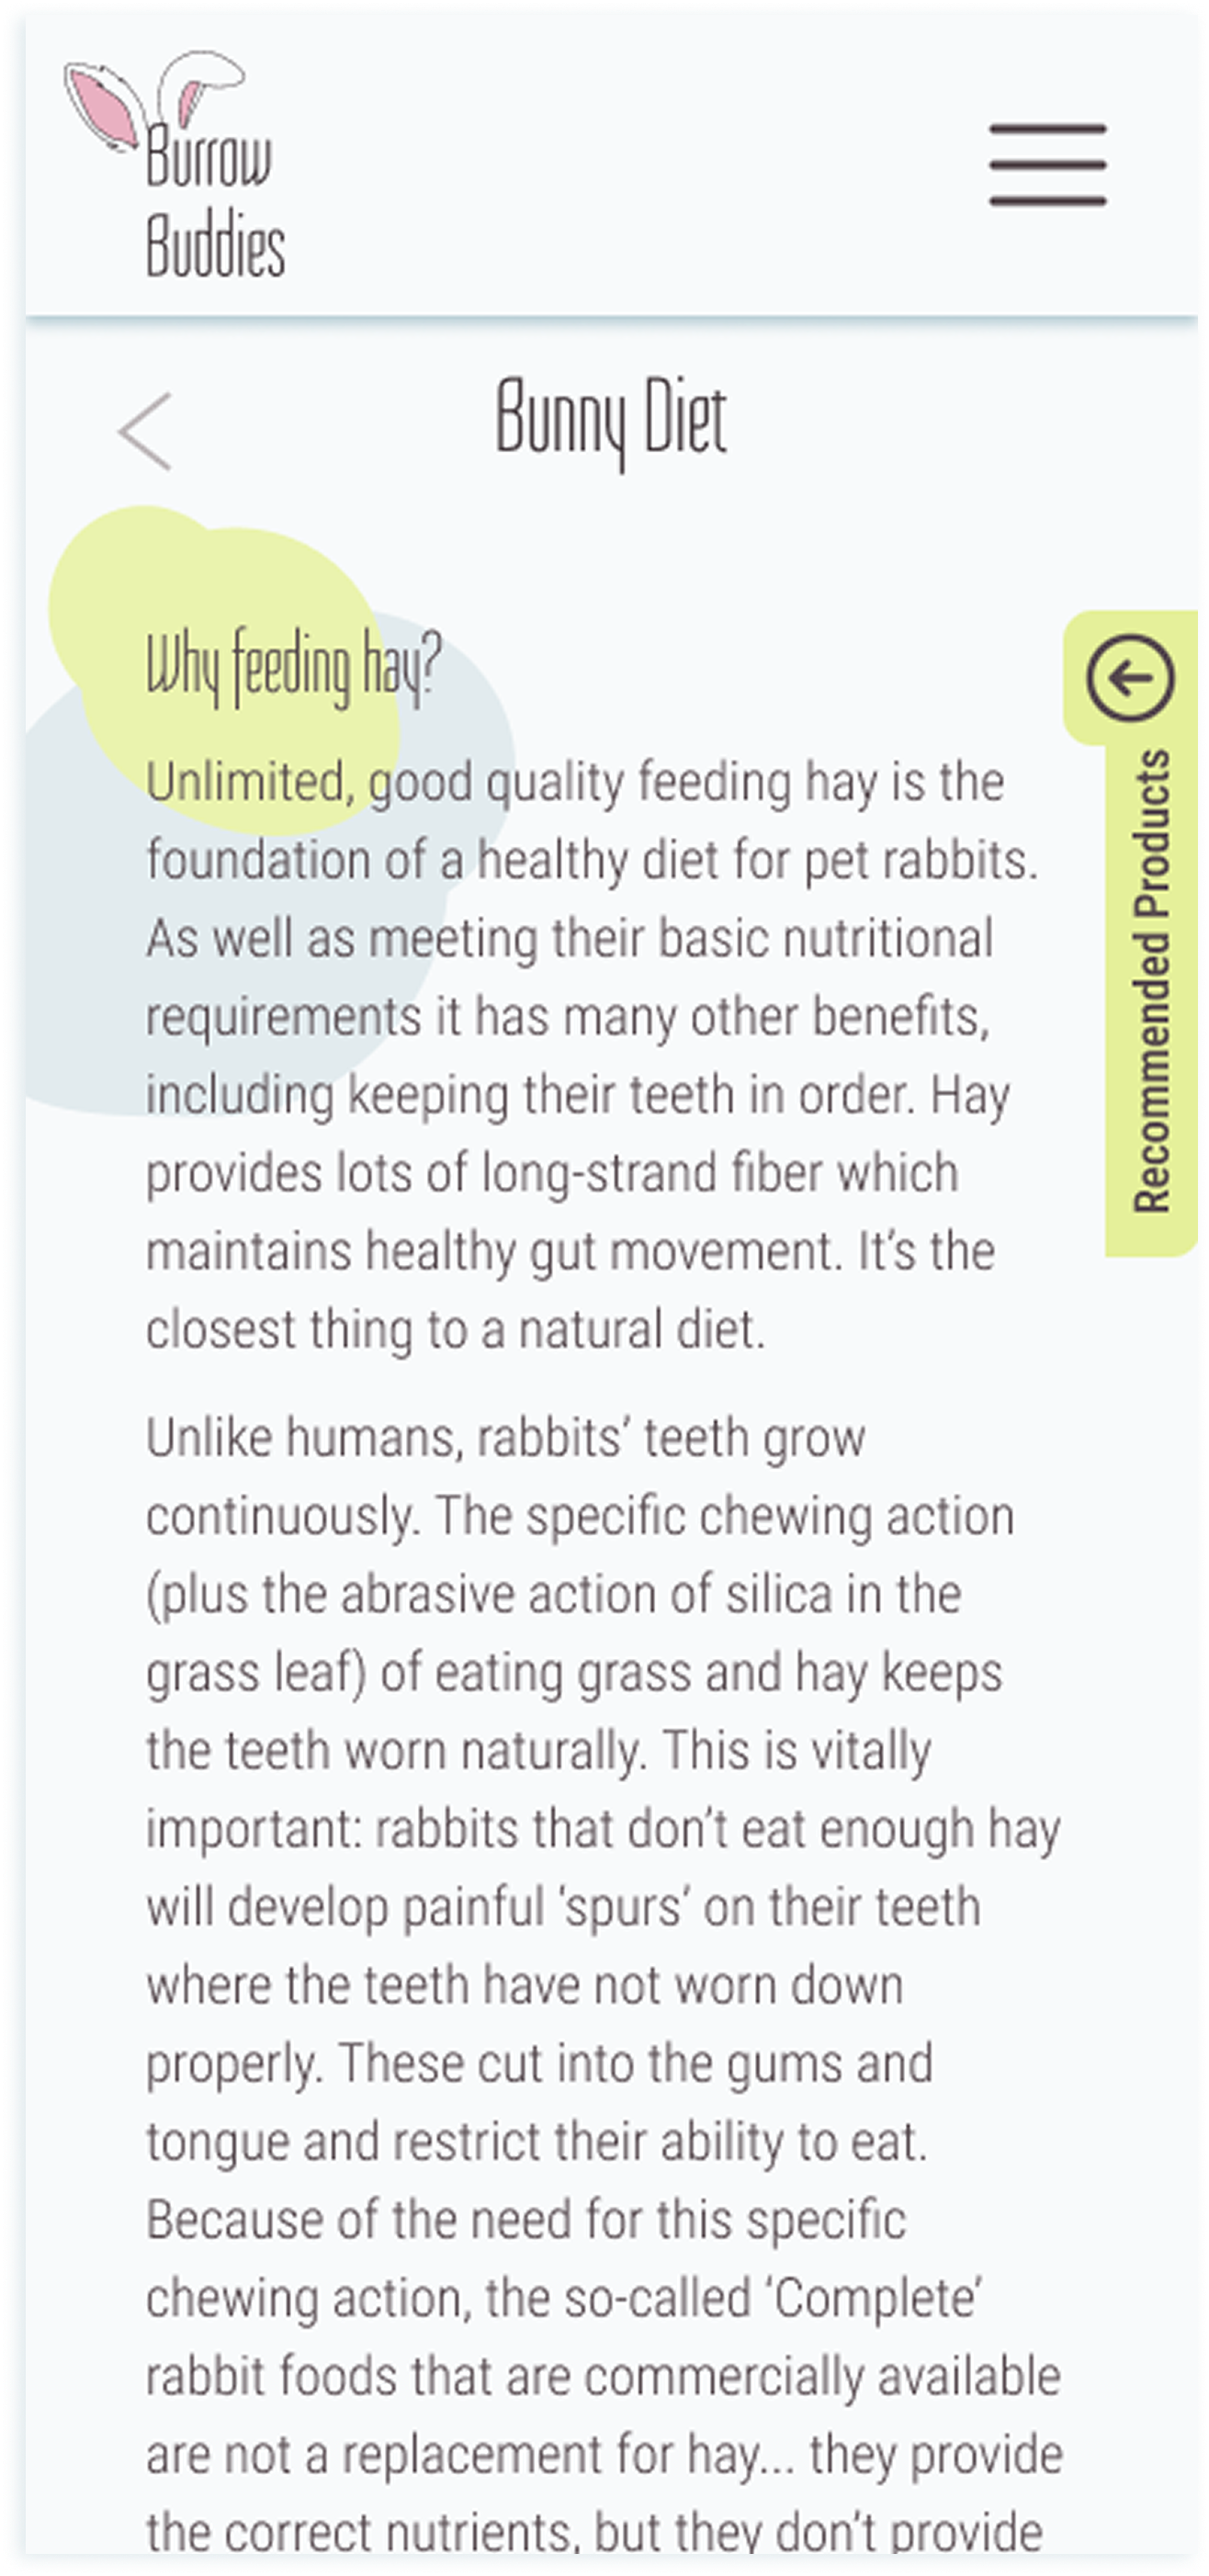 Burrow
Buddies
Bunny Diet
Why feeding hay?
Unlimited, good quality feeding hay is the
foundation of a healthy diet for pet rabbits.
As well as meeting their basic nutritional
requirements it has many other benefits,
including keeping their teeth in order. Hay
provides lots of long-strand fiber which
maintains healthy gut movement. It’s the
closest thing to a natural diet.
Unlike humans, rabbits’ teeth grow
continuously. The specific chewing action
(plus the abrasive action of silica in the
grass leaf) of eating grass and hay keeps
the teeth worn naturally. This is vitally
important: rabbits that don’t eat enough hay
will develop painful ‘spurs’ on their teeth
where the teeth have not worn down
properly. These cut into the gums and
tongue and restrict their ability to eat.
Because of the need for this specific
chewing action, the so-called ‘Complete’
rabbit foods that are commercially available
are not a replacement for hay... they provide
the correct nutrients, but they don’t provide
Recommended Products